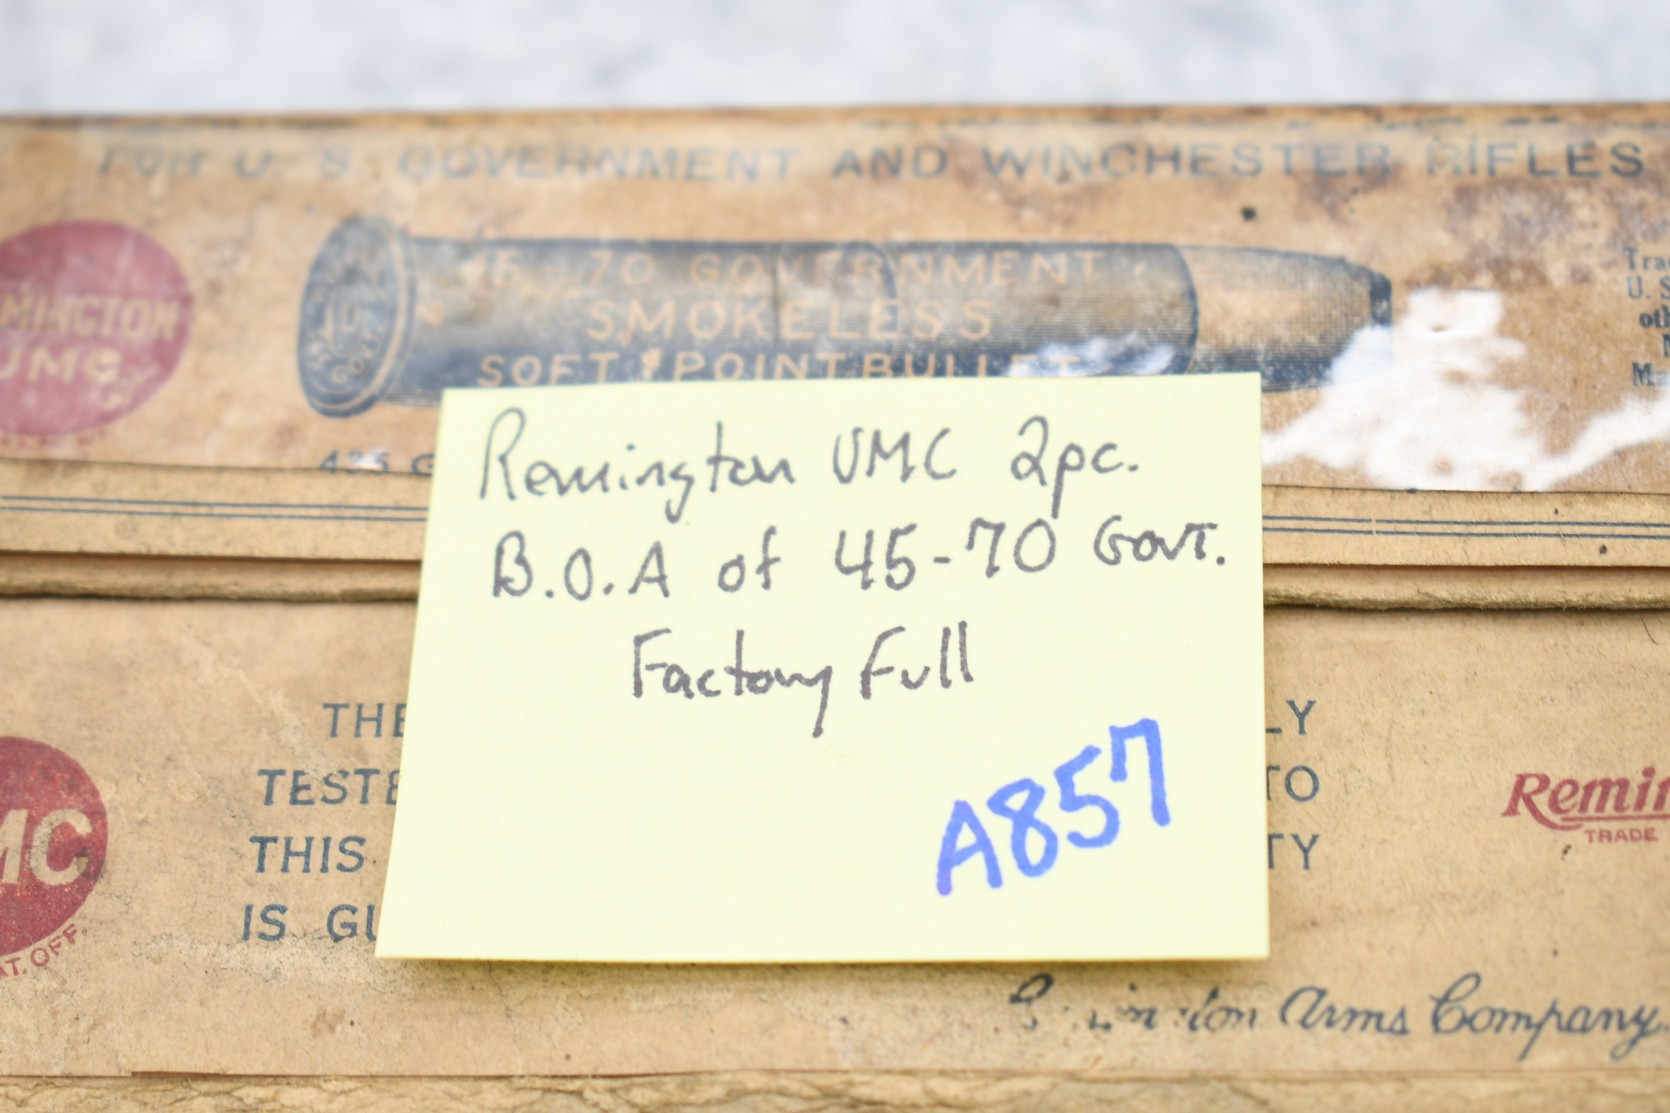 FOR U. S. GOVERNMENT AND WINCHESTER RIFLES
REMINGTON
UMC
45-70 GOVERNMENT
SMOKELESS
SOFT POINT BULLET
Remington UMC 2pc.
B.O.A of 45-70 Govt.
Factory Full
A857
THE
TESTE
THIS
IS GU
LY
TO
TY
MC
AT. OFF.
Remin
TRADE
Remington Arms Company